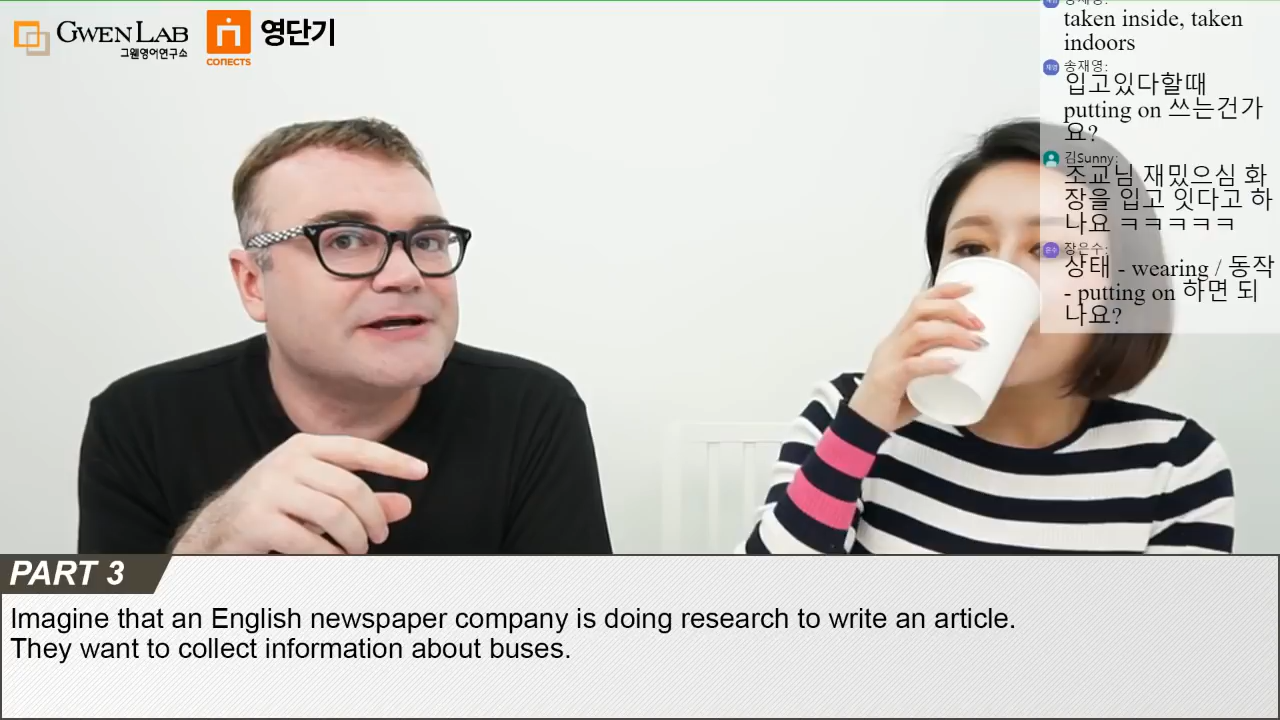 GWEN LAB
그웬영어연구소
CONECTS
영단기
taken inside, taken
indoors
송재영:
입고있다할때
putting on 쓰는건가
요?
김Sunny:
조교님 재밌으심 화
장을 입고 잇다고 하
나요 ㅋㅋㅋㅋㅋ
장은수:
상태 - wearing / 동작
- putting on 하면 되
나요?
PART 3
Imagine that an English newspaper company is doing research to write an article.
They want to collect information about buses.